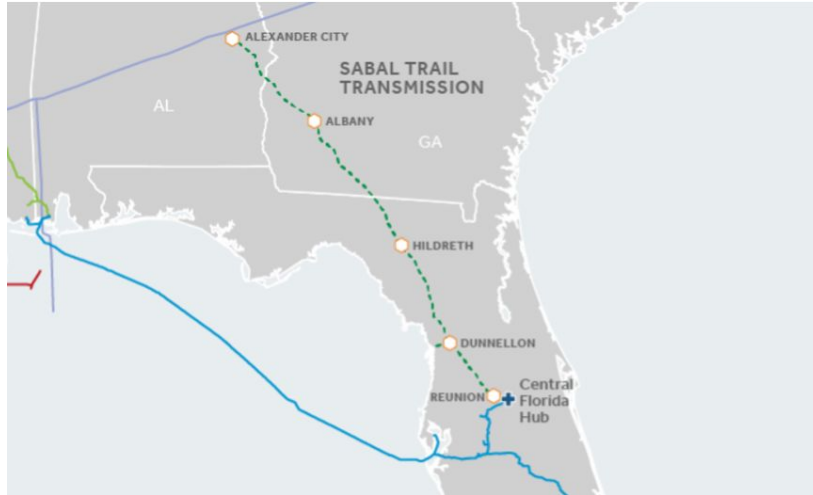 ALEXANDER CITY
SABAL TRAIL
TRANSMISSION
AL
ALBANY
GA
HILDRETH
DUNNELLON
REUNION
Central
Florida
Hub